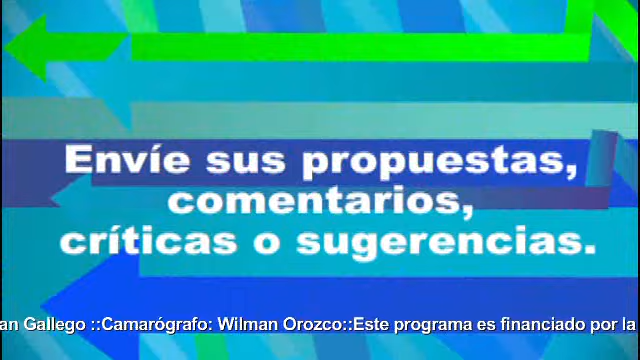 Envíe sus propuestas,
comentarios,
críticas o sugerencias.
an Gallego ::Camarógrafo: Wilman Orozco::Este programa es financiado por la